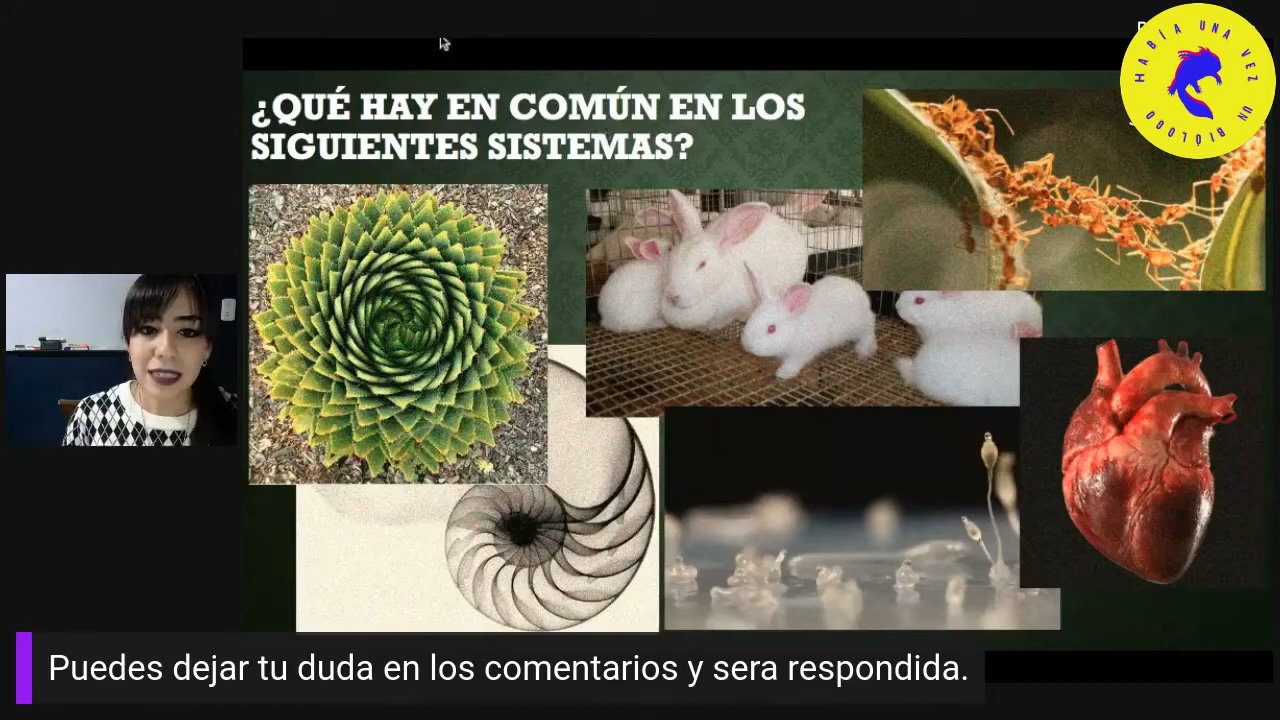 ¿QUÉ HAY EN COMÚN EN LOS
SIGUIENTES SISTEMAS?
HABÍA UNA VEZ UN BIÓLOGO
Puedes dejar tu duda en los comentarios y sera respondida.